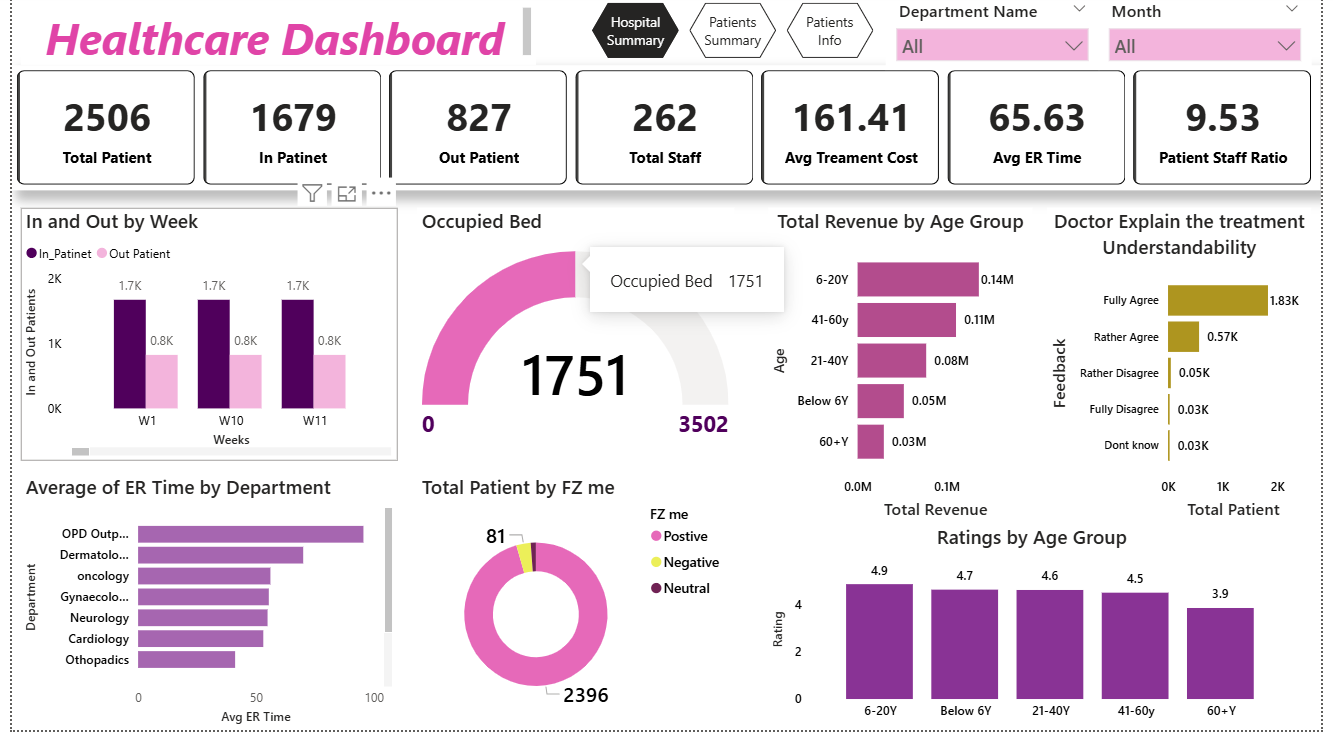 Healthcare Dashboard
Hospital
Summary
Patients
Summary
Patients
Info
Department Name
All
Month
All
2506
Total Patient
1679
In Patinet
827
Out Patient
262
Total Staff
161.41
Avg Treament Cost
65.63
Avg ER Time
9.53
Patient Staff Ratio
In and Out by Week
In_Patinet
Out Patient
In and Out Patients
2K
1K
0K
1.7K
0.8K
1.7K
0.8K
1.7K
0.8K
W1
W10
W11
Weeks
Occupied Bed
Occupied Bed 1751
1751
0
3502
Total Revenue by Age Group
Age
6-20Y
0.14M
41-60y
0.11M
21-40Y
0.08M
Below 6Y
0.05M
60+Y
0.03M
0.0M
0.1M
Total Revenue
Doctor Explain the treatment
Understandability
Feedback
Fully Agree
1.83K
Rather Agree
0.57K
Rather Disagree
0.05K
Fully Disagree
0.03K
Dont know
0.03K
0K
1K
2K
Total Patient
Average of ER Time by Department
Department
OPD Outp...
Dermatolo...
oncology
Gynaecolo...
Neurology
Cardiology
Othopadics
0
50
100
Avg ER Time
Total Patient by FZ me
81
2396
FZ me
Postive
Negative
Neutral
Ratings by Age Group
Rating
4
2
0
4.9
4.7
4.6
4.5
3.9
6-20Y
Below 6Y
21-40Y
41-60y
60+Y